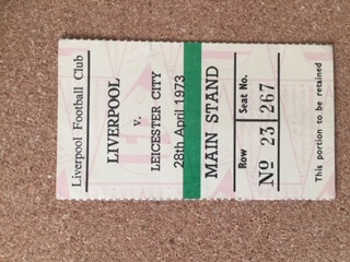 Liverpool Football Club
LIVERPOOL
v.
LEICESTER CITY
28th April 1973
MAIN STAND
Row Seat No.
Nº 23 267
This portion to be retained